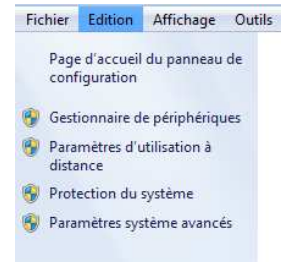 Fichier Edition Affichage Outils
Page d'accueil du panneau de
configuration
Gestionnaire de périphériques
Paramètres d'utilisation à
distance
Protection du système
Paramètres système avancés